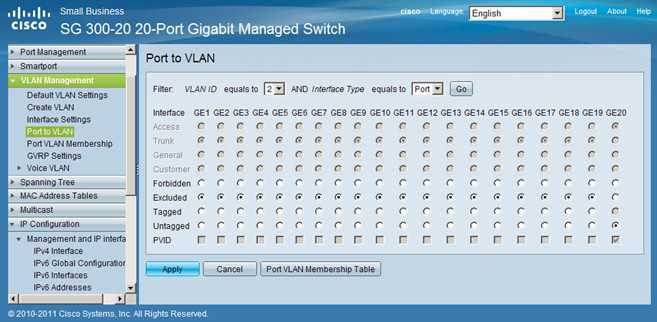 Small Business
cisco
SG 300-20 20-Port Gigabit Managed Switch
cisco Language English Logout About Help
Port Management
Smartport
VLAN Management
Default VLAN Settings
Create VLAN
Interface Settings
Port to VLAN
Port VLAN Membership
GVRP Settings
Voice VLAN
Spanning Tree
MAC Address Tables
Multicast
IP Configuration
Management and IP Interfa
IPv4 Interface
IPv6 Global Configuration
IPv6 Interfaces
IPv6 Addresses
Port to VLAN
Filter: VLAN ID equals to 2 AND Interface Type equals to Port Go
Interface GE1 GE2 GE3 GE4 GE5 GE6 GE7 GE8 GE9 GE10 GE11 GE12 GE13 GE14 GE15 GE16 GE17 GE18 GE19 GE20
Access
Trunk
General
Customer
Forbidden
Excluded
Tagged
Untagged
PVID
Apply Cancel Port VLAN Membership Table
© 2010-2011 Cisco Systems, Inc. All Rights Reserved.